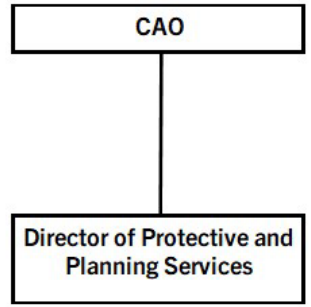 CAO
Director of Protective and
Planning Services